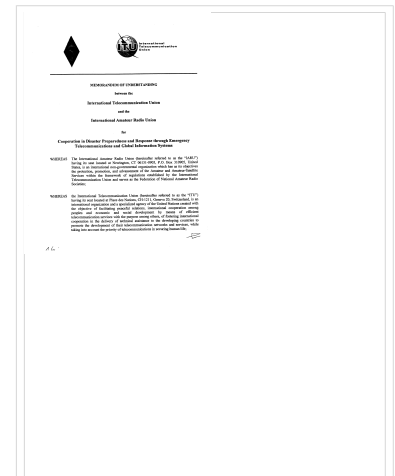 International
Telecommunication
Union
MEMORANDUM OF UNDERSTANDING
between the
International Telecommunication Union
and the
International Amateur Radio Union
for
Cooperation in Disaster Preparedness and Response through Emergency
Telecommunications and Global Information Systems
WHEREAS The International Amateur Radio Union (hereinafter referred to as the "IARU")
having its seat located at Newington, CT 06131-0905, P.O. Box 310905, United
States, is an international non-governmental organization which has as its objectives
the protection, promotion, and advancement of the Amateur and Amateur-Satellite
Services within the framework of regulations established by the International
Telecommunication Union and serves as the Federation of National Amateur Radio
Societies;
WHEREAS the International Telecommunication Union (hereinafter referred to as the "ITU")
having its seat located at Place des Nations, CH-1211, Geneva 20, Switzerland, is an
international organization and a specialized agency of the United Nations created with
the objective of facilitating peaceful relations, international cooperation among
peoples and economic and social development by means of efficient
telecommunication services with the purpose among others, of fostering international
cooperation in the delivery of technical assistance to the developing countries to
promote the development of their telecommunication networks and services, while
taking into account the priority of telecommunications in securing human life;